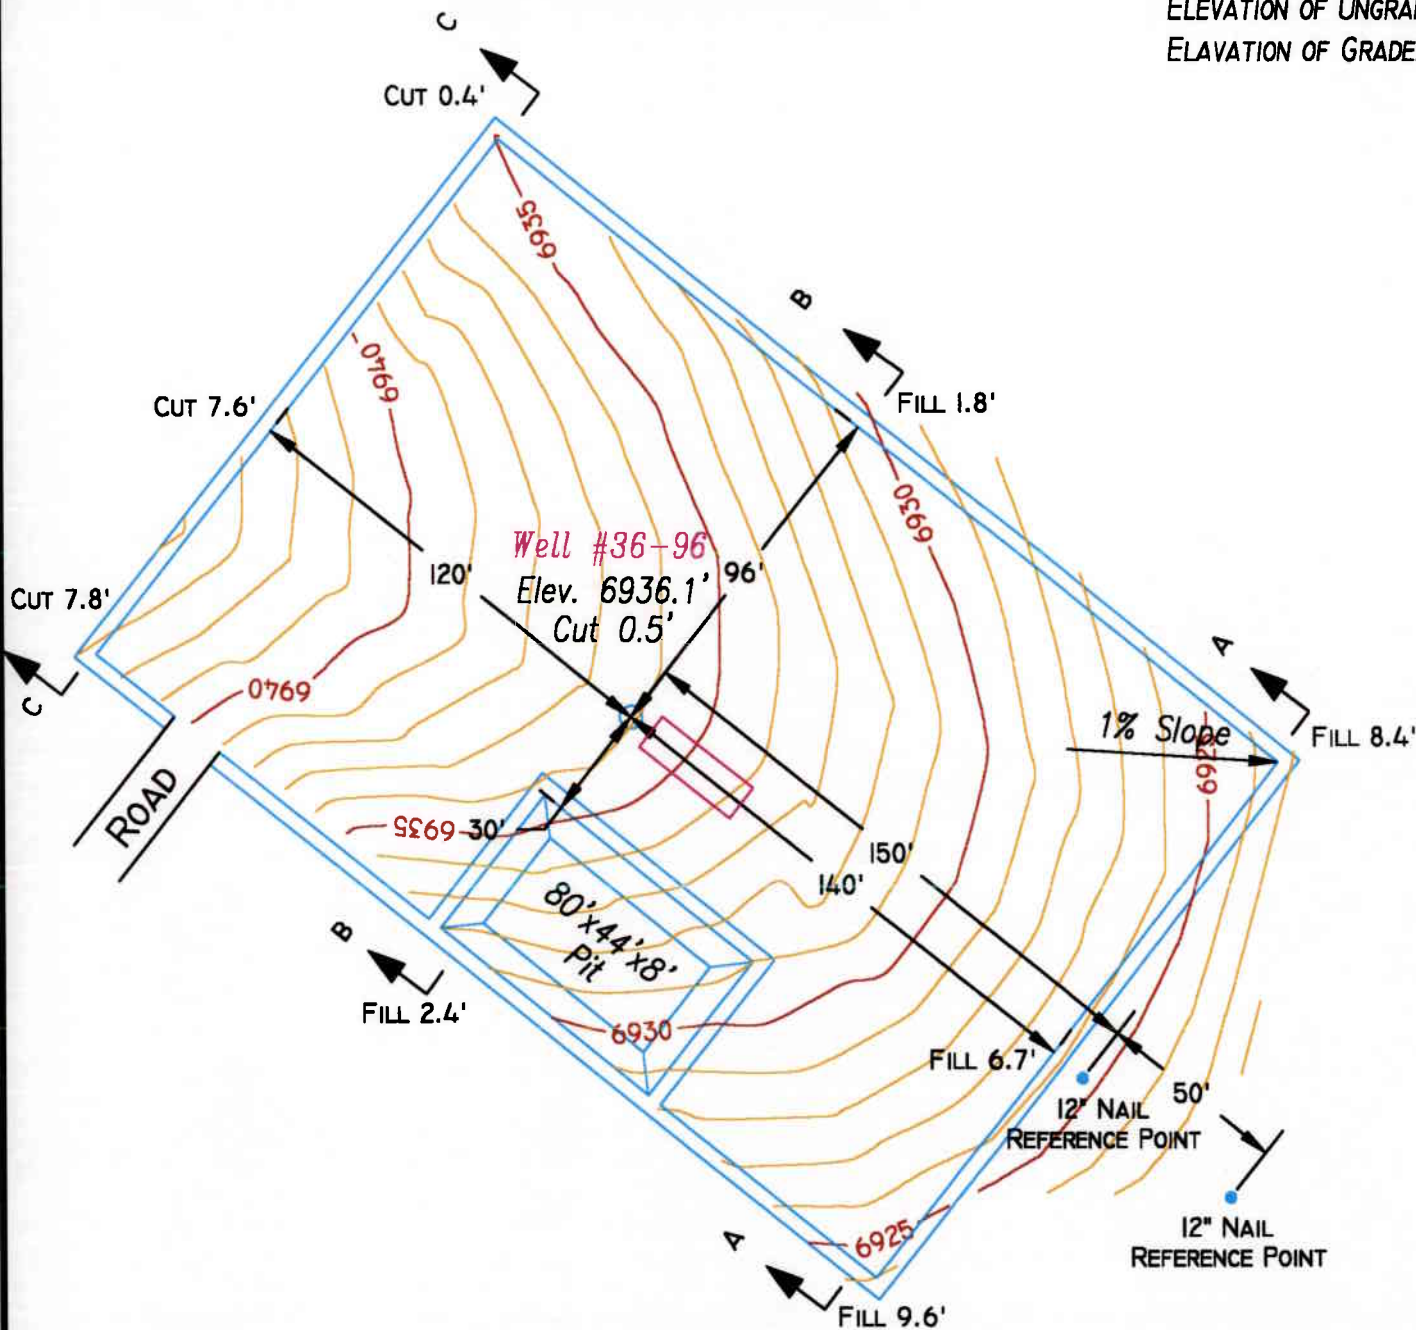 ELEVATION OF
ELAVATION OF
C
CUT 0.4'
6935
B
6940
CUT 7.6'
FILL 1.8'
6930
Well #36-96
120'
96'
Elev. 6936.1'
CUT 7.8'
Cut 0.5'
A
6940
C
1% Slope
FILL 8.4'
6925
ROAD
6935
30'
150'
140'
80'x44'x8'
Pit
B
FILL 2.4'
6930
FILL 6.7'
50'
12" NAIL
REFERENCE POINT
12" NAIL
REFERENCE POINT
6925
A
FILL 9.6'